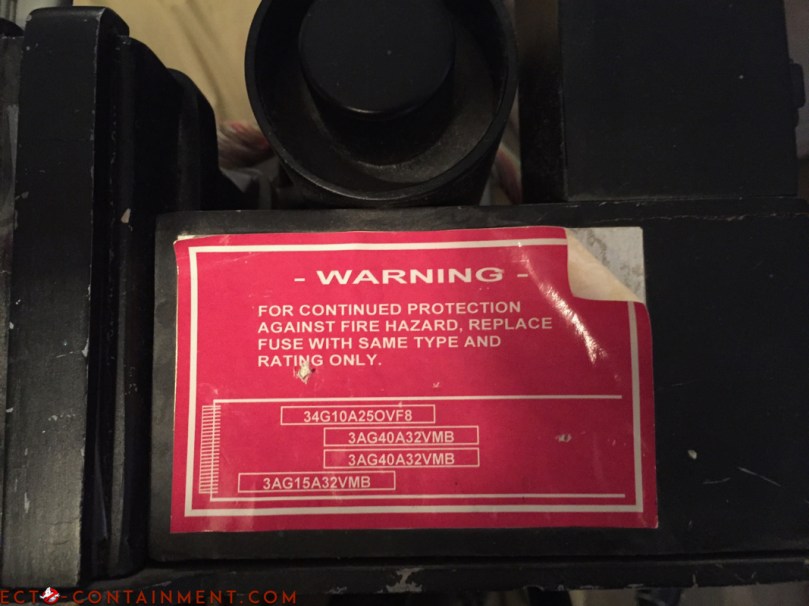 - WARNING -
FOR CONTINUED PROTECTION
AGAINST FIRE HAZARD, REPLACE
FUSE WITH SAME TYPE AND
RATING ONLY.
34G10A25OVF8
3AG40A32VMB
3AG40A32VMB
3AG15A32VMB
ECT -CONTAINMENT.COM